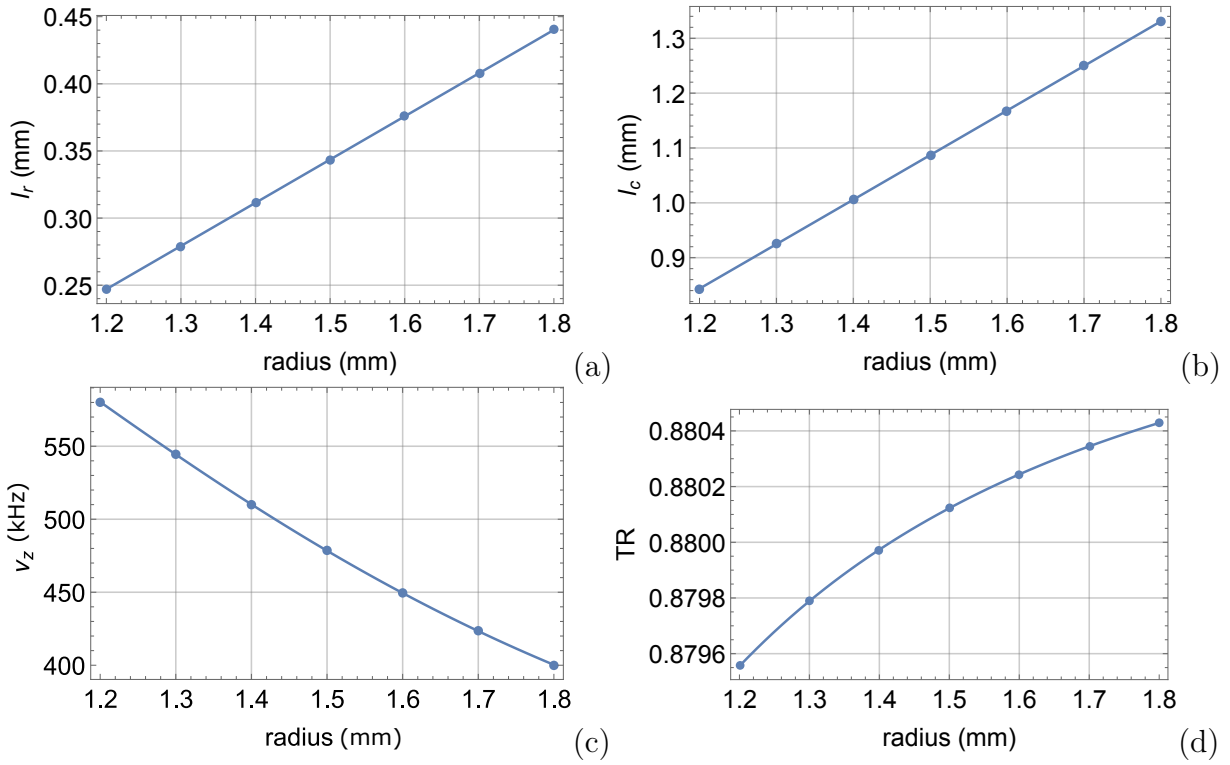 0.45
0.40
0.35
0.30
0.25
l_r (mm)
1.2 1.3 1.4 1.5 1.6 1.7 1.8
radius (mm)
(a)
1.3
1.2
1.1
1.0
0.9
l_c (mm)
1.2 1.3 1.4 1.5 1.6 1.7 1.8
radius (mm)
(b)
550
500
450
400
ν_z (kHz)
1.2 1.3 1.4 1.5 1.6 1.7 1.8
radius (mm)
(c)
0.8804
0.8802
0.8800
0.8798
0.8796
TR
1.2 1.3 1.4 1.5 1.6 1.7 1.8
radius (mm)
(d)